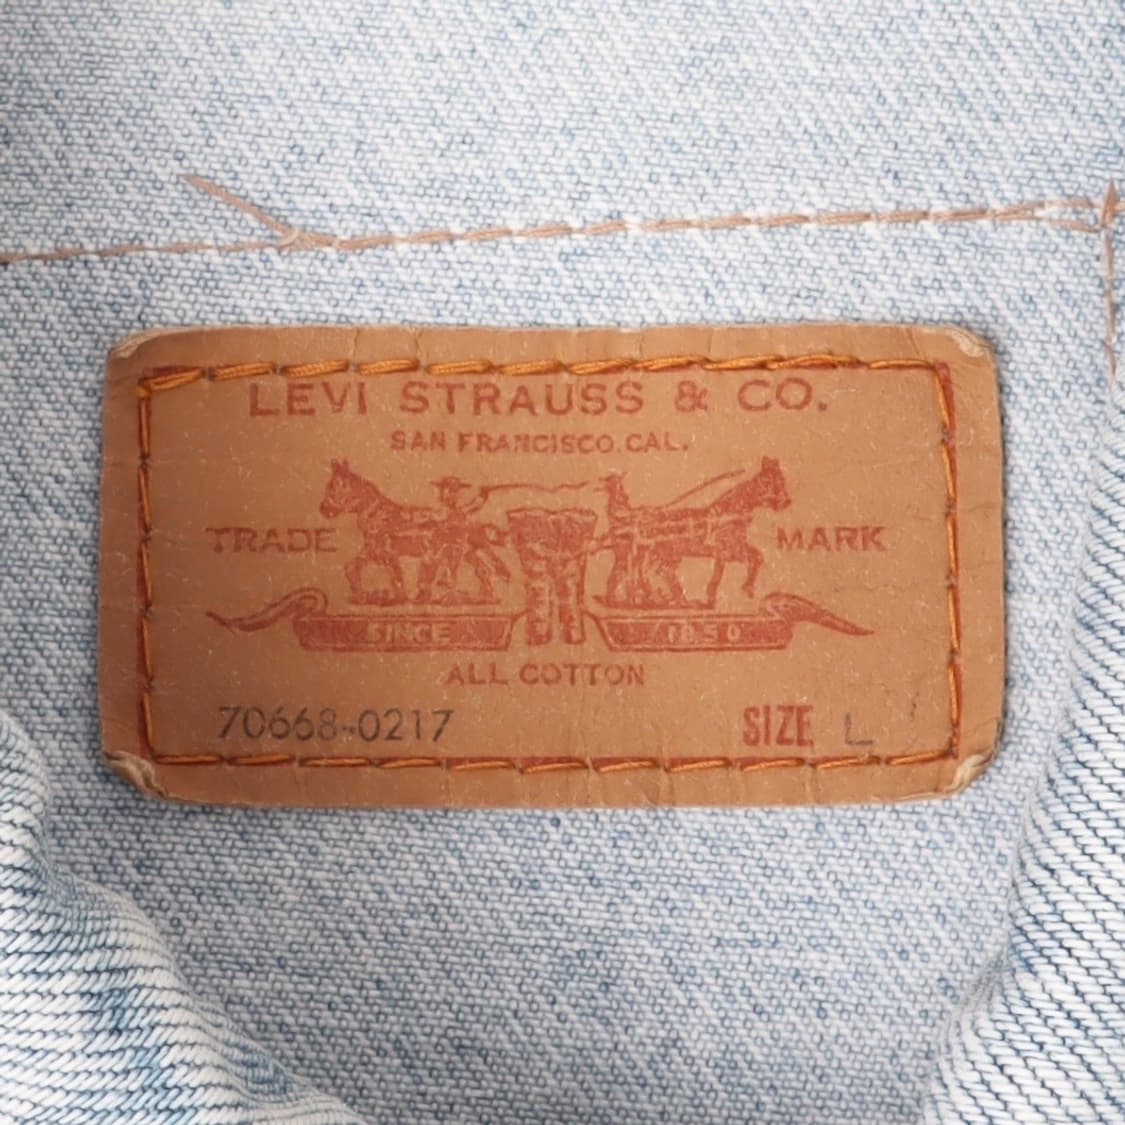 LEVI STRAUSS & CO.
SAN FRANCISCO, CAL.
TRADE MARK
SINCE 1850
ALL COTTON
70668-0217 SIZE L